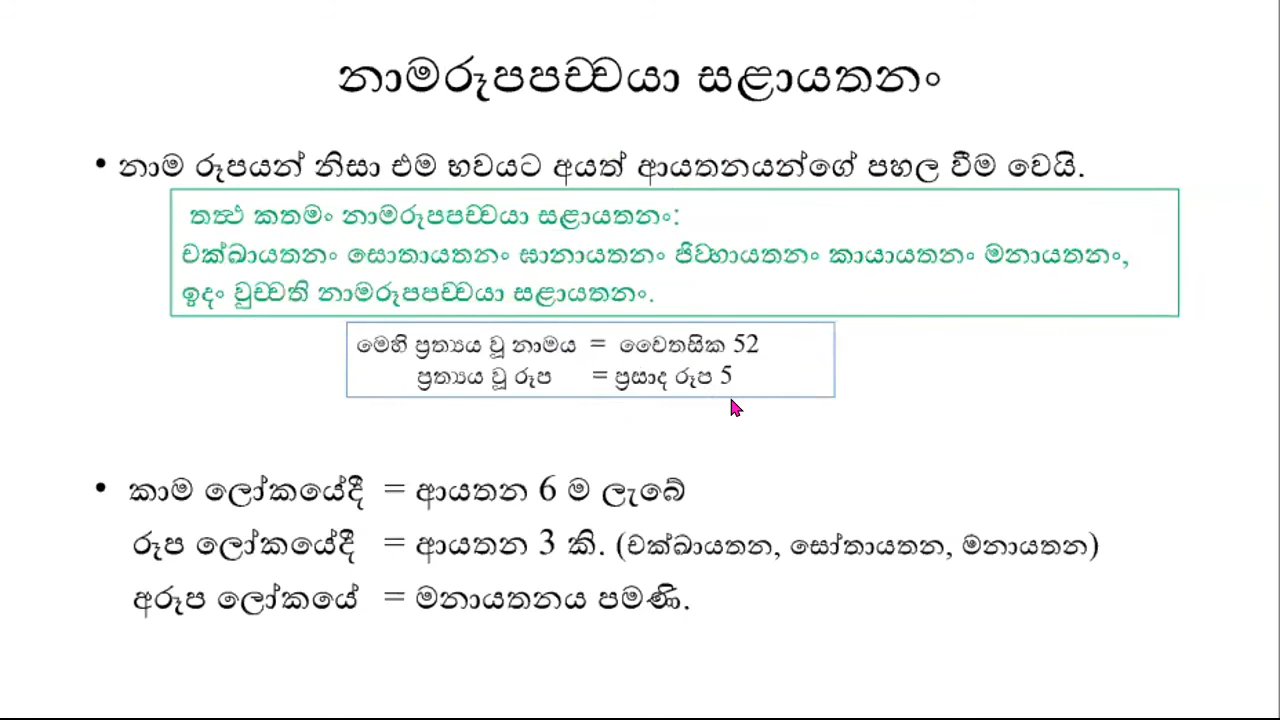 නාමරූපපච්චයා සළායතනං
• නාම රූපයන් නිසා එම භවයට අයත් ආයතනයන්ගේ පහල වීම වෙයි.
තත්‍ථ කතමං නාමරූපපච්චයා සළායතනං:
චක්ඛායතනං සොතායතනං ඝානායතනං ජිව්හායතනං කායායතනං මනායතනං,
ඉදං වුච්චති නාමරූපපච්චයා සළායතනං.
මෙහි ප්‍රත්‍යය වූ නාමය = චෛතසික 52
ප්‍රත්‍යය වූ රූප = ප්‍රසාද රූප 5
• කාම ලෝකයේදී = ආයතන 6 ම ලැබේ
රූප ලෝකයේදී = ආයතන 3 කි. (චක්ඛායතන, සෝතායතන, මනායතන)
අරූප ලෝකයේ = මනායතනය පමණි.